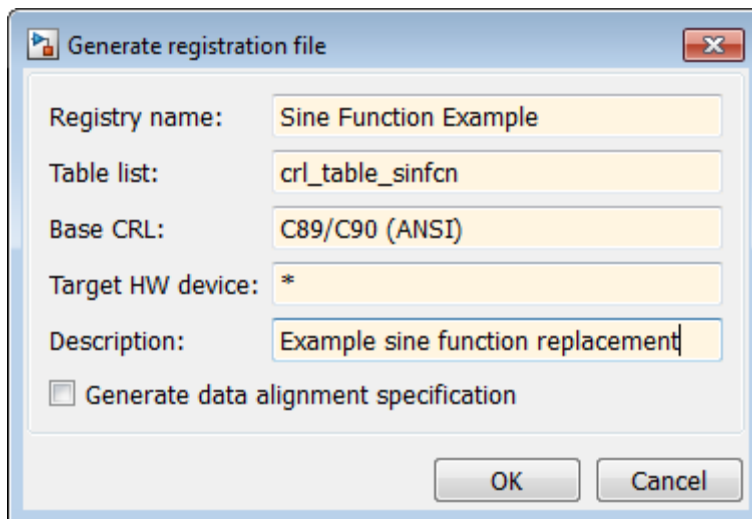 Generate registration file
Registry name: Sine Function Example
Table list: crl_table_sinfcn
Base CRL: C89/C90 (ANSI)
Target HW device: *
Description: Example sine function replacement
Generate data alignment specification
OK Cancel